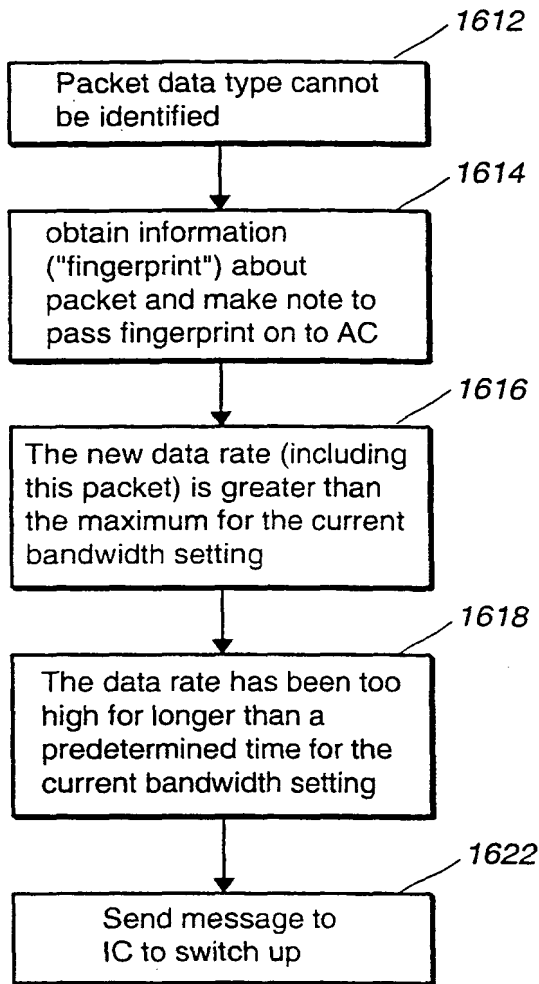 1612
Packet data type cannot
be identified
1614
obtain information
("fingerprint") about
packet and make note to
pass fingerprint on to AC
1616
The new data rate (including
this packet) is greater than
the maximum for the current
bandwidth setting
1618
The data rate has been too
high for longer than a
predetermined time for the
current bandwidth setting
1622
Send message to
IC to switch up